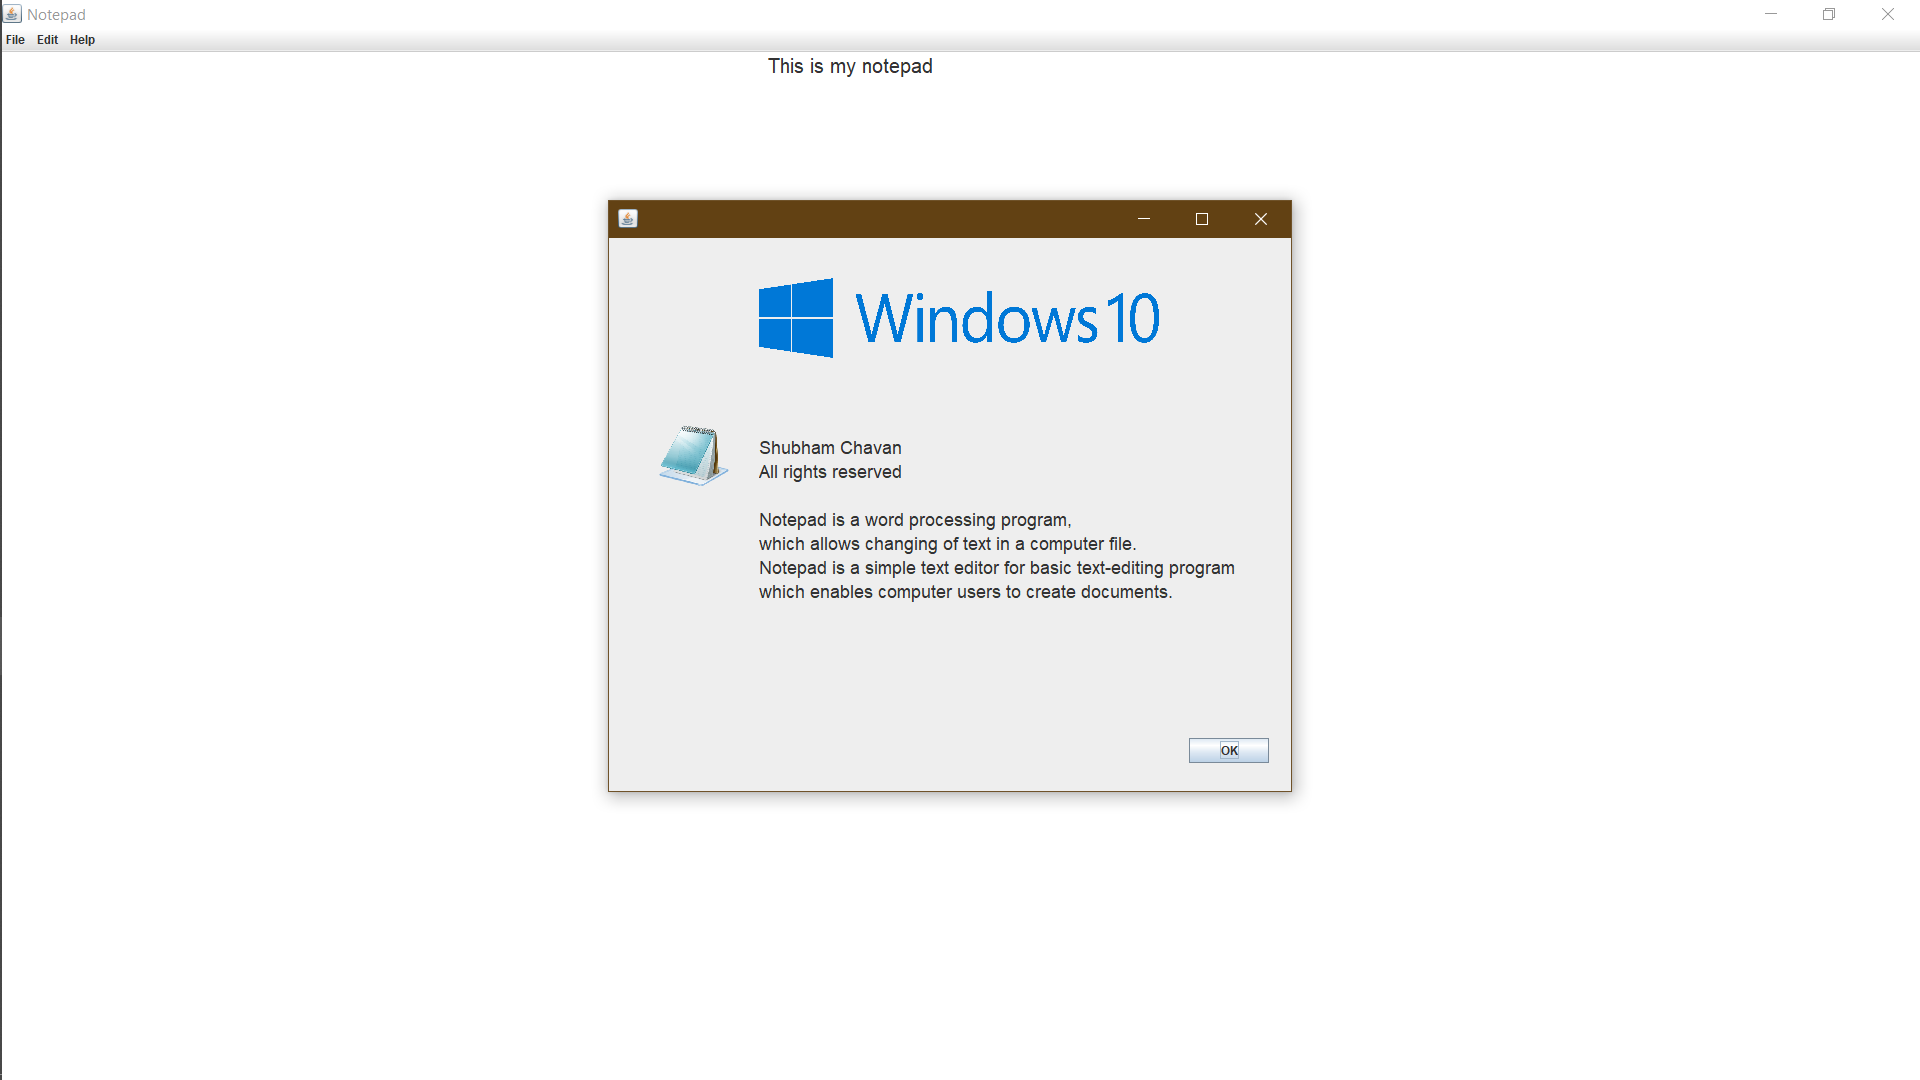 Notepad
File Edit Help
This is my notepad
Windows 10
Shubham Chavan
All rights reserved
Notepad is a word processing program,
which allows changing of text in a computer file.
Notepad is a simple text editor for basic text-editing program
which enables computer users to create documents.
OK